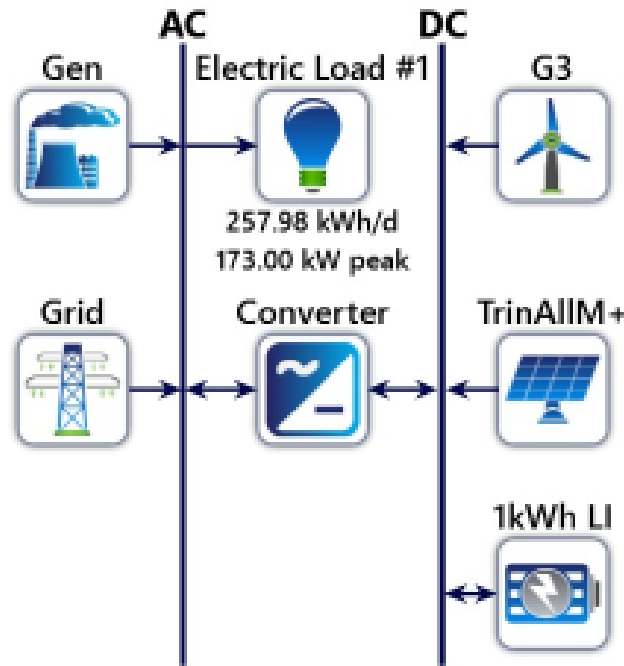 AC DC
Gen Electric Load #1 G3
257.98 kWh/d
173.00 kW peak
Grid Converter TrinAllM+
1kWh LI